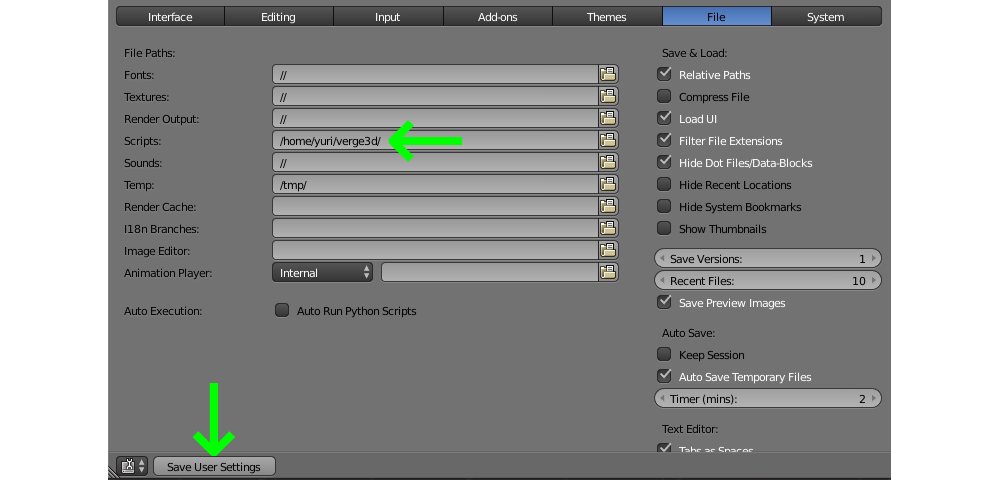 Interface Editing Input Add-ons Themes File System
File Paths:
Fonts: //
Textures: //
Render Output: //
Scripts: /home/yuri/verge3d/
Sounds: //
Temp: /tmp/
Render Cache:
I18n Branches:
Image Editor:
Animation Player: Internal
Auto Execution: Auto Run Python Scripts
Save & Load:
Relative Paths
Compress File
Load UI
Filter File Extensions
Hide Dot Files/Data-Blocks
Hide Recent Locations
Hide System Bookmarks
Show Thumbnails
Save Versions: 1
Recent Files: 10
Save Preview Images
Auto Save:
Keep Session
Auto Save Temporary Files
Timer (mins): 2
Text Editor:
Tabs as Spaces
Save User Settings